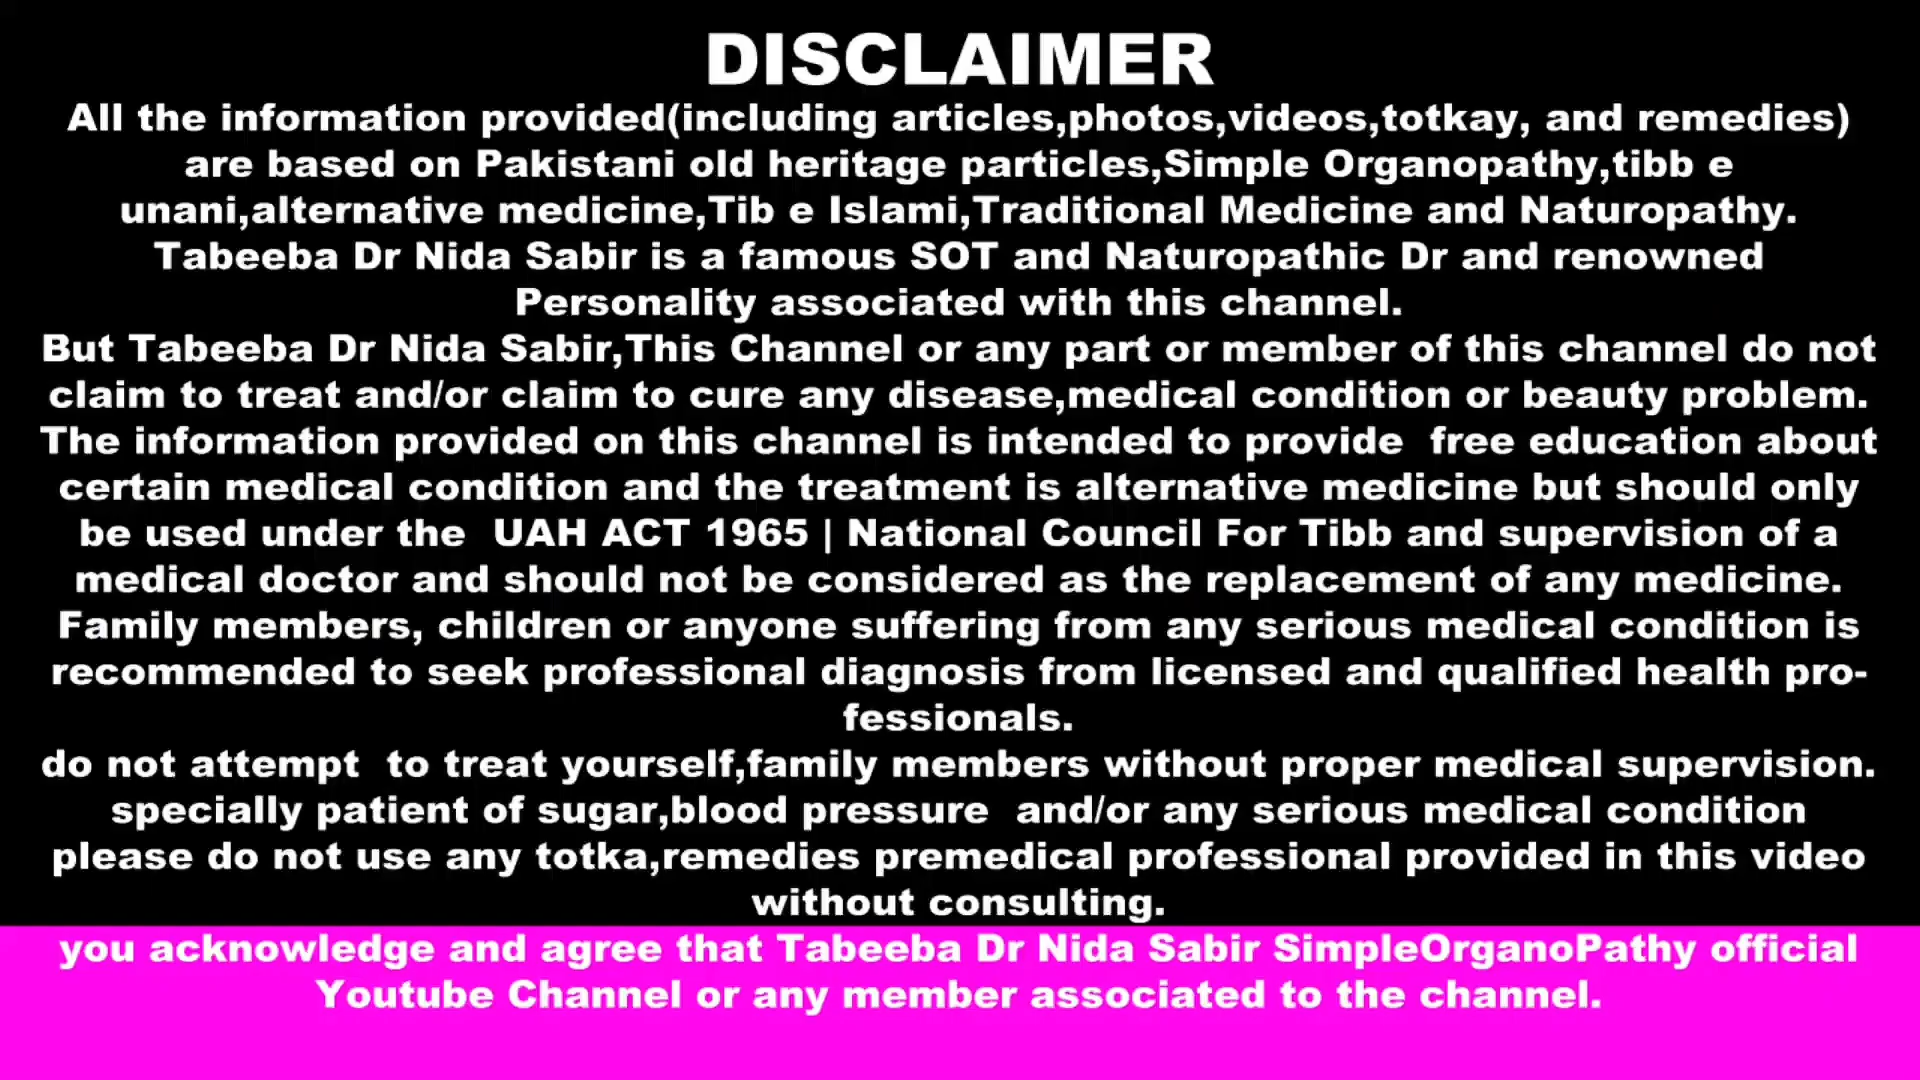 DISCLAIMER
All the information provided(including articles,photos,videos,totkay, and remedies)
are based on Pakistani old heritage particles,Simple Organopathy,tibb e
unani,alternative medicine,Tib e Islami,Traditional Medicine and Naturopathy.
Tabeeba Dr Nida Sabir is a famous SOT and Naturopathic Dr and renowned
Personality associated with this channel.
But Tabeeba Dr Nida Sabir,This Channel or any part or member of this channel do not
claim to treat and/or claim to cure any disease,medical condition or beauty problem.
The information provided on this channel is intended to provide  free education about
certain medical condition and the treatment is alternative medicine but should only
be used under the  UAH ACT 1965 | National Council For Tibb and supervision of a
medical doctor and should not be considered as the replacement of any medicine.
Family members, children or anyone suffering from any serious medical condition is
recommended to seek professional diagnosis from licensed and qualified health pro-
fessionals.
do not attempt  to treat yourself,family members without proper medical supervision.
specially patient of sugar,blood pressure  and/or any serious medical condition
please do not use any totka,remedies premedical professional provided in this video
without consulting.
you acknowledge and agree that Tabeeba Dr Nida Sabir SimpleOrganoPathy official
Youtube Channel or any member associated to the channel.